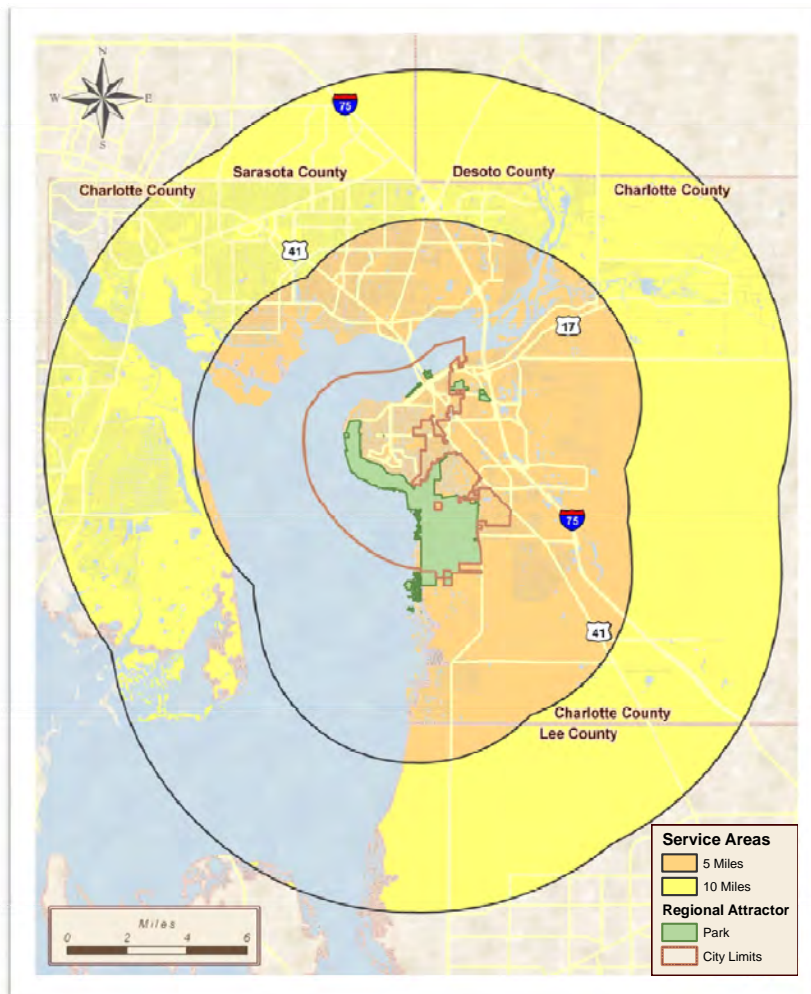 N
W E
S
75
Sarasota County
Desoto County
Charlotte County
Charlotte County
41
17
75
41
Charlotte County
Lee County
Service Areas
5 Miles
10 Miles
Regional Attractor
Park
City Limits
Miles
0 2 4 6